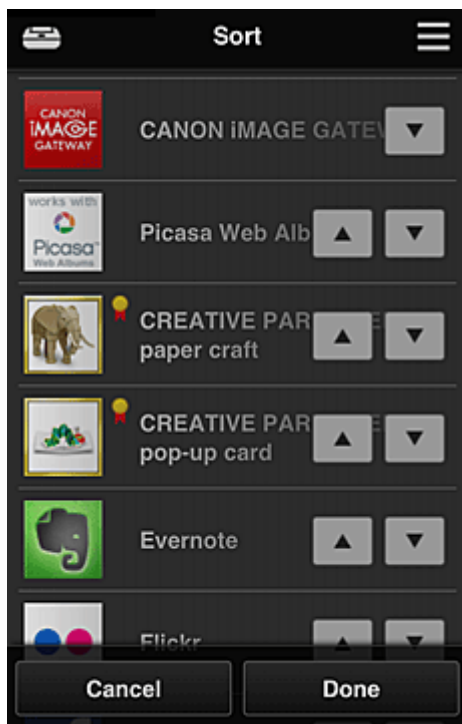 Sort
CANON
iMAGE
GATEWAY
CANON iMAGE GATEW
works with
Picasa
Web Albums
Picasa Web Alb
CREATIVE PAR
paper craft
CREATIVE PAR
pop-up card
Evernote
Flickr
Cancel
Done